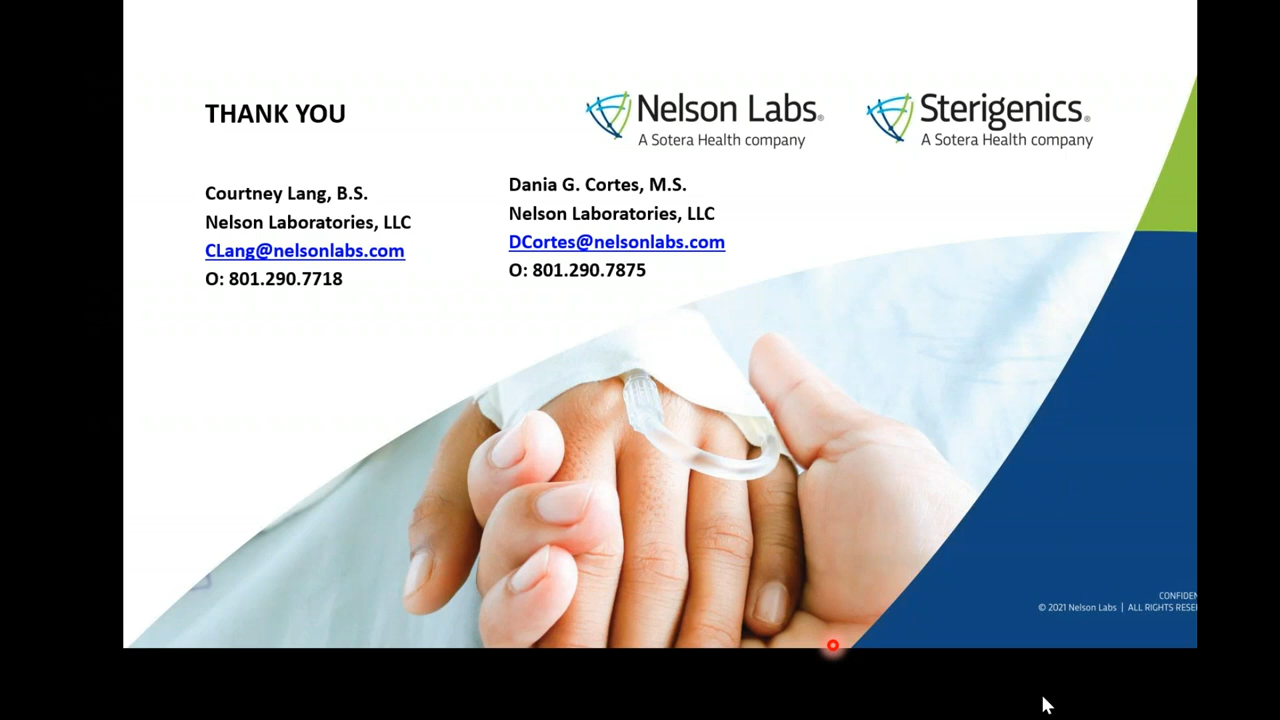 THANK YOU
Nelson Labs®
A Sotera Health company
Sterigenics®
A Sotera Health company
Courtney Lang, B.S.
Nelson Laboratories, LLC
CLang@nelsonlabs.com
O: 801.290.7718
Dania G. Cortes, M.S.
Nelson Laboratories, LLC
DCortes@nelsonlabs.com
O: 801.290.7875
© 2021 Nelson Labs | ALL RIGHTS